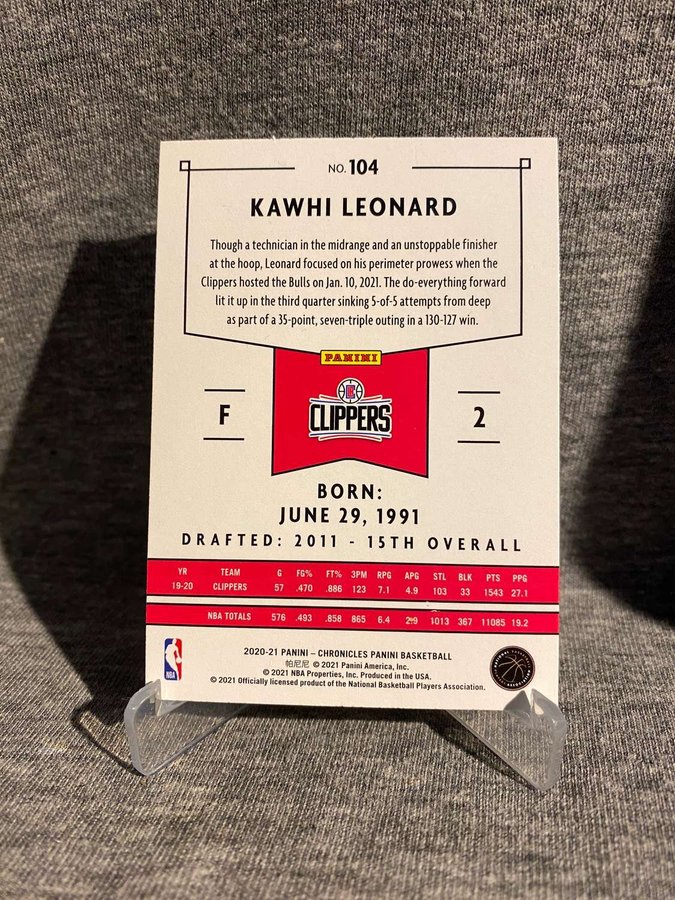 NO. 104
KAWHI LEONARD
Though a technician in the midrange and an unstoppable finisher
at the hoop, Leonard focused on his perimeter prowess when the
Clippers hosted the Bulls on Jan. 10, 2021. The do-everything forward
lit it up in the third quarter sinking 5-of-5 attempts from deep
as part of a 35-point, seven-triple outing in a 130-127 win.
PANINI
F
CLIPPERS
2
BORN:
JUNE 29, 1991
DRAFTED: 2011 - 15TH OVERALL
YR TEAM G FG% FT% 3PM RPG APG STL BLK PTS PPG
19-20 CLIPPERS 57 .470 .886 123 7.1 4.9 103 33 1543 27.1
NBA TOTALS 576 .493 .858 865 6.4 2.9 1013 367 11085 19.2
2020-21 PANINI – CHRONICLES PANINI BASKETBALL
帕尼尼 © 2021 Panini America, Inc.
© 2021 NBA Properties, Inc. Produced in the USA.
© 2021 Officially licensed product of the National Basketball Players Association.
NBA
NATIONAL BASKETBALL PLAYERS ASSOCIATION